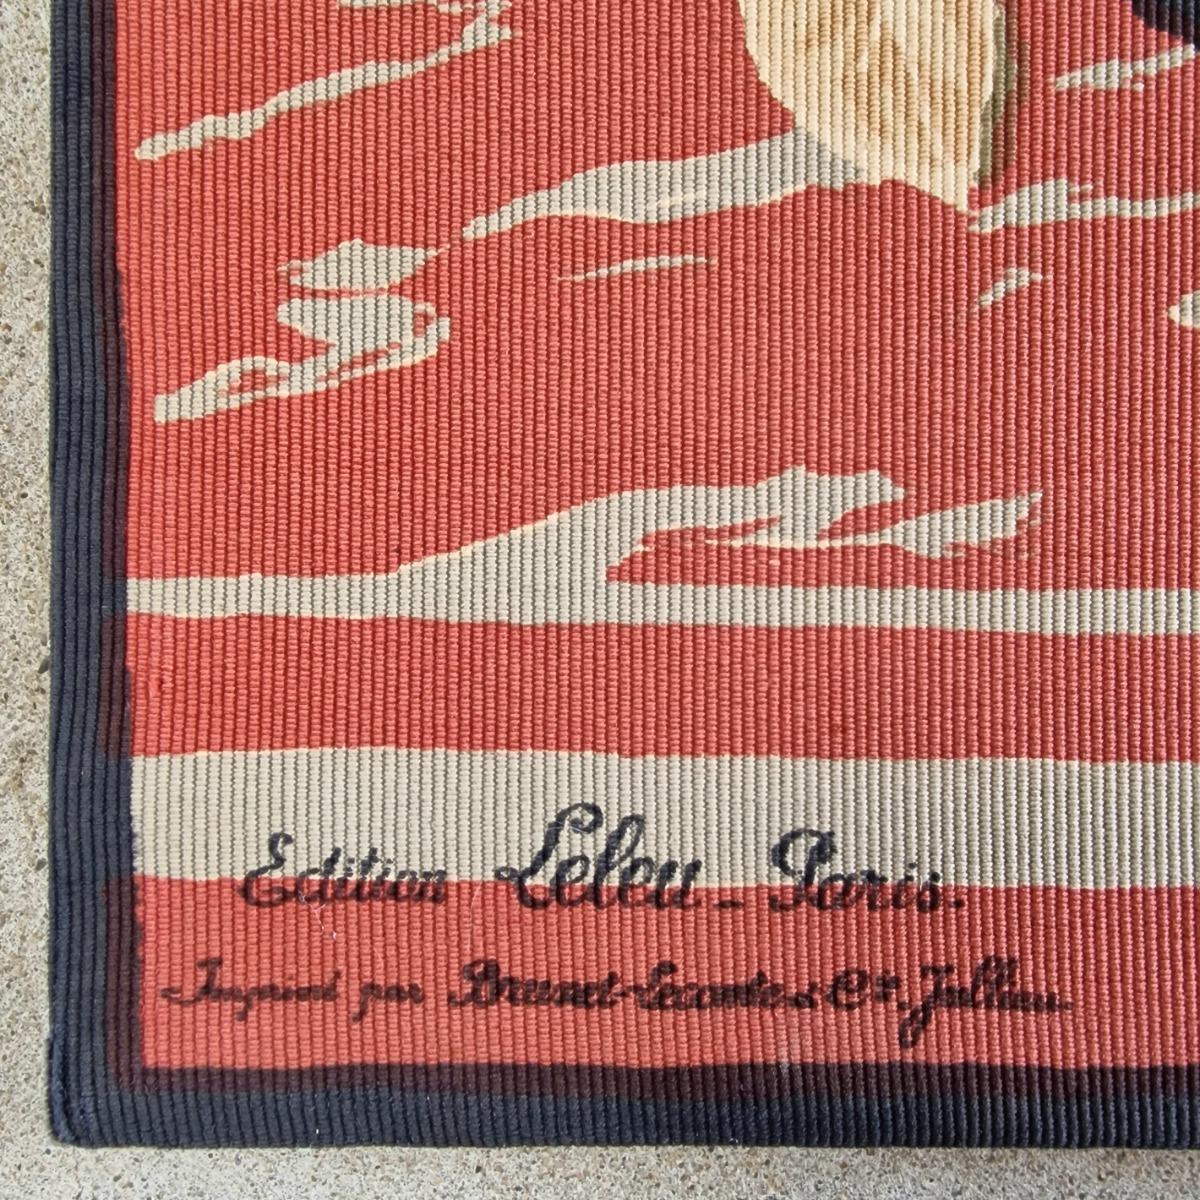 Edition Leleu - Paris.
Imprimé par Brunet-Lecomte & Cie. Jallieu.